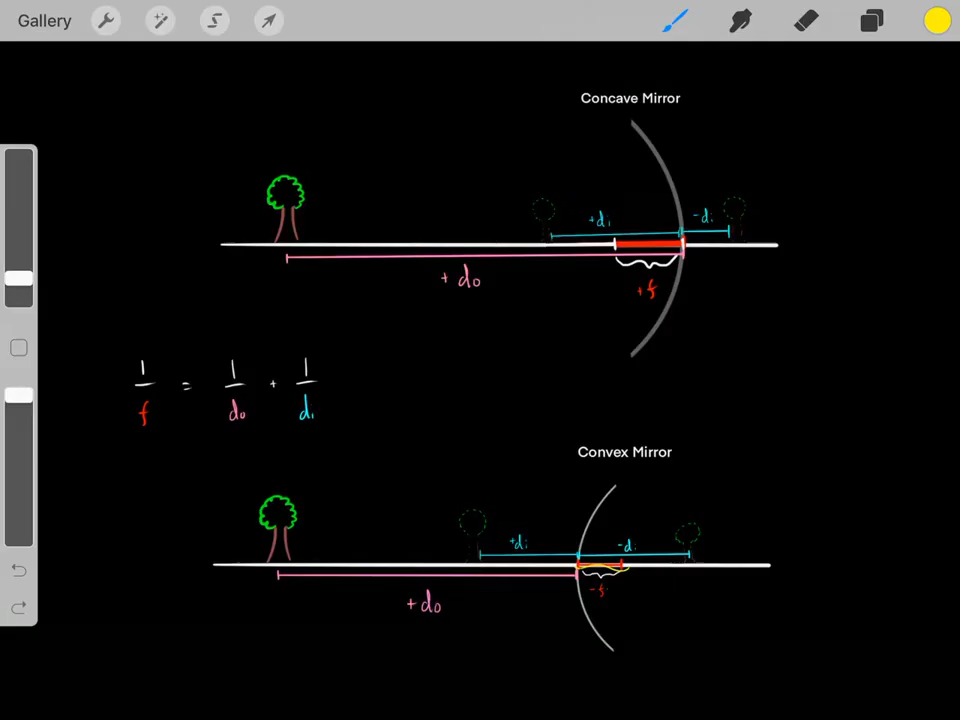 Gallery
Concave Mirror
+di
-di
+do
+f
1/f = 1/do + 1/di
Convex Mirror
+di
-di
-f
+do